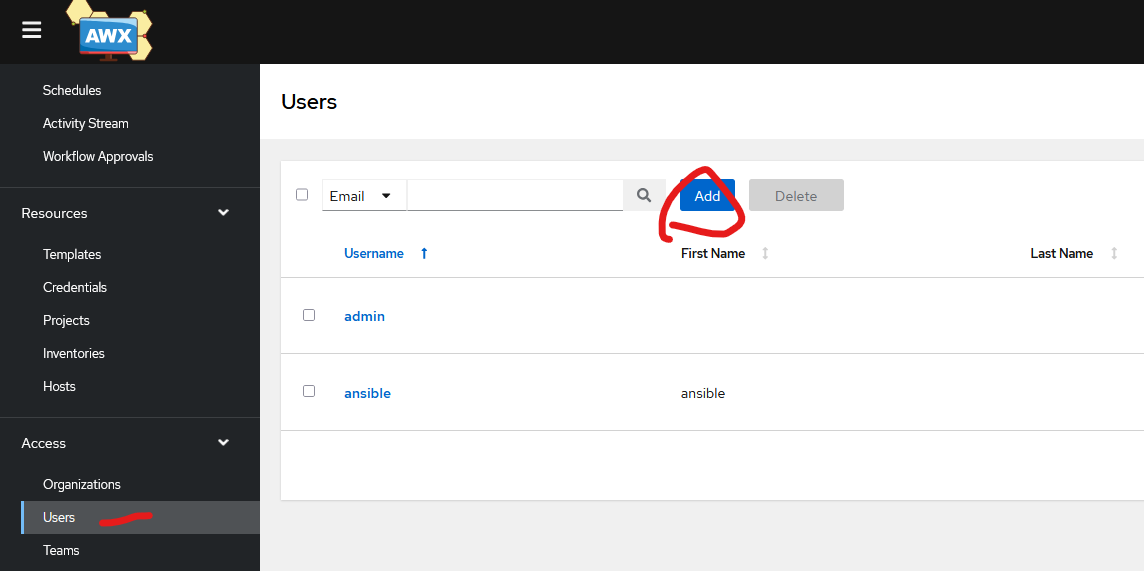 AWX
Schedules
Activity Stream
Workflow Approvals
Resources
Templates
Credentials
Projects
Inventories
Hosts
Access
Organizations
Users
Teams
Users
Email Add Delete
Username First Name Last Name
admin
ansible ansible